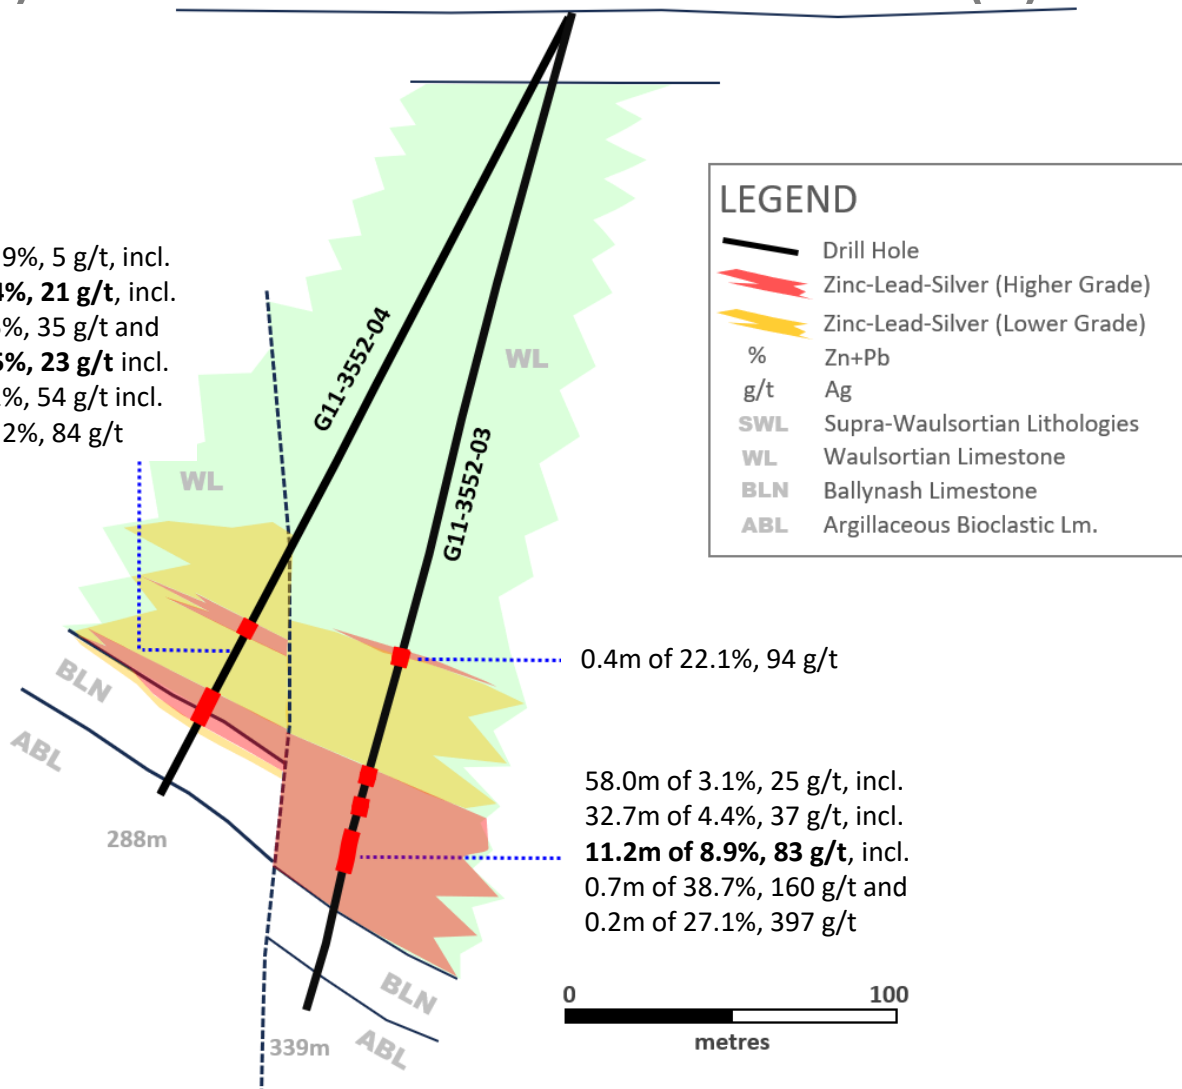 9%, 5 g/t, incl.
4%, 21 g/t, incl.
%, 35 g/t and
5%, 23 g/t incl.
%, 54 g/t incl.
2%, 84 g/t
G11-3552-04
G11-3552-03
WL
WL
LEGEND
Drill Hole
Zinc-Lead-Silver (Higher Grade)
Zinc-Lead-Silver (Lower Grade)
% Zn+Pb
g/t Ag
SWL Supra-Waulsortian Lithologies
WL Waulsortian Limestone
BLN Ballynash Limestone
ABL Argillaceous Bioclastic Lm.
BLN
ABL
288m
0.4m of 22.1%, 94 g/t
58.0m of 3.1%, 25 g/t, incl.
32.7m of 4.4%, 37 g/t, incl.
11.2m of 8.9%, 83 g/t, incl.
0.7m of 38.7%, 160 g/t and
0.2m of 27.1%, 397 g/t
BLN
ABL
339m
0 100
metres